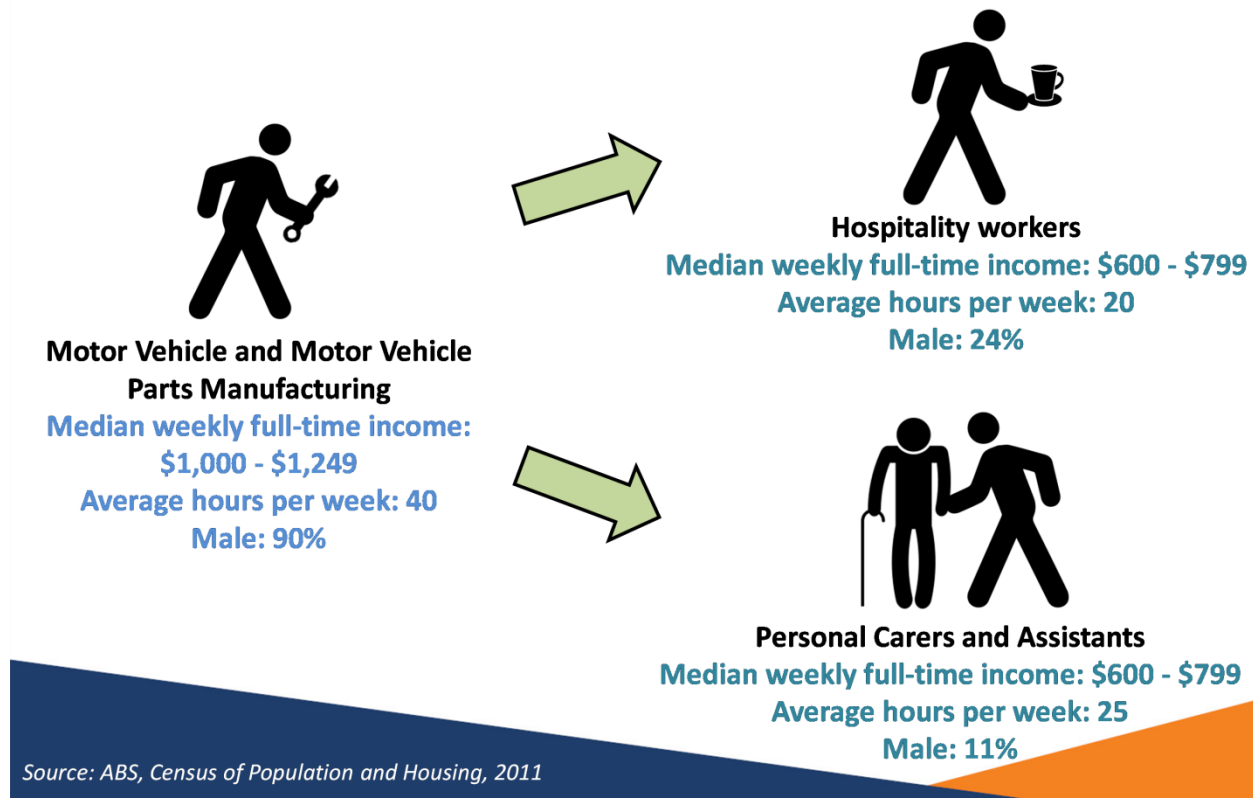 Motor Vehicle and Motor Vehicle
Parts Manufacturing
Median weekly full-time income:
$1,000 - $1,249
Average hours per week: 40
Male: 90%
Hospitality workers
Median weekly full-time income: $600 - $799
Average hours per week: 20
Male: 24%
Personal Carers and Assistants
Median weekly full-time income: $600 - $799
Average hours per week: 25
Male: 11%
Source: ABS, Census of Population and Housing, 2011